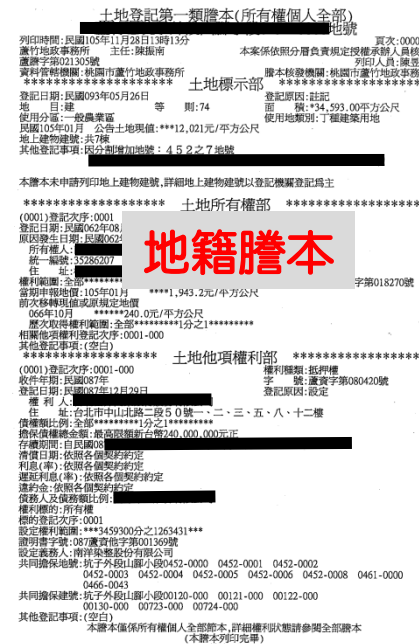 土地登記第一類謄本(所有權個人全部)
地號
列印時間:民國105年11月28日13時13分 頁次:0000
蘆竹地政事務所 主任:陳振南 本案係依照分層負責規定授權承辦人員核
蘆謄字第021305號 列印人員:陳昱
資料管轄機關:桃園市蘆竹地政事務所 謄本核發機關:桃園市蘆竹地政事務
******************* 土地標示部 *******************
登記日期:民國093年05月26日 登記原因:註記
地 目:建 等 則:74 面 積:*34,593.00平方公尺
使用分區:一般農業區 使用地類別:丁種建築用地
民國105年01月 公告土地現值:***12,021元/平方公尺
地上建物建號:共7棟
其他登記事項:因分割增加地號:452之7地號
本謄本未申請列印地上建物建號,詳細地上建物建號以登記機關登記為主
******************* 土地所有權部 *******************
(0001)登記次序:0001
登記日期:民國062年08
原因發生日期:民國062
所有權人:
統一編號:35286207
住 址:
權利範圍:全部 字第018270號
當期申報地價:105年01月 ****1,943.2元/平方公尺
前次移轉現值或原規定地價
066年10月 ******240.0元/平方公尺
歷次取得權利範圍:全部*********1分之1*********
相關他項權利登記次序:0001-000
其他登記事項:(空白)
******************* 土地他項權利部 *******************
(0001)登記次序:0001-000 權利種類:抵押權
收件年期:民國087年 字 號:蘆資字第080420號
登記日期:民國087年12月29日 登記原因:設定
權 利 人:
住 址:台北市中山北路二段50號一、二、三、五、八、十二樓
債權額比例:全部*********1分之1*********
擔保債權總金額:最高限額新台幣240,000,000元正
存續期間:自民國08
清償日期:依照各個契約約定
利息(率):依照各個契約約定
遲延利息(率):依照各個契約約定
違約金:依照各個契約約定
債務人及債務額比例:
權利標的:所有權
標的登記次序:0001
設定權利範圍:***3459300分之1263431***
證明書字號:087蘆資他字第001369號
設定義務人:南洋染整股份有限公司
共同擔保地號:坑子外段山腳小段0452-0000 0452-0001 0452-0002
0452-0003 0452-0004 0452-0005 0452-0006 0452-0008 0461-0000
0466-0043
共同擔保建號:坑子外段山腳小段00120-000 00121-000 00122-000
00130-000 00723-000 00724-000
其他登記事項:(空白)
本謄本僅係所有權個人全部節本,詳細權利狀態請參閱全部謄本
(本謄本列印完畢)
地籍謄本